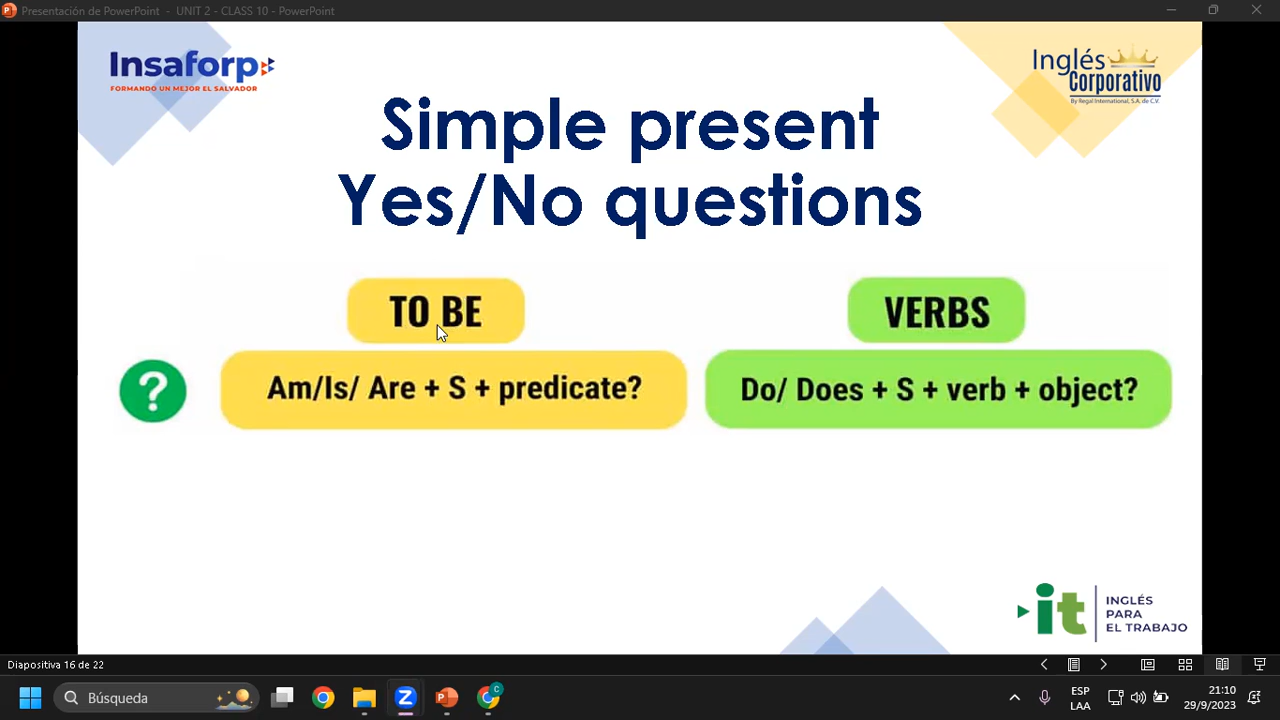 Presentación de PowerPoint - UNIT 2 - CLASS 10 - PowerPoint
Insaforp
FORMANDO UN MEJOR EL SALVADOR
Inglés
Corporativo
By Regal International, S.A. de C.V.
Simple present
Yes/No questions
TO BE
VERBS
?
Am/Is/ Are + S + predicate?
Do/ Does + S + verb + object?
it
INGLÉS
PARA
EL TRABAJO
Diapositiva 16 de 22
Búsqueda
ESP
LAA
21:10
29/9/2023